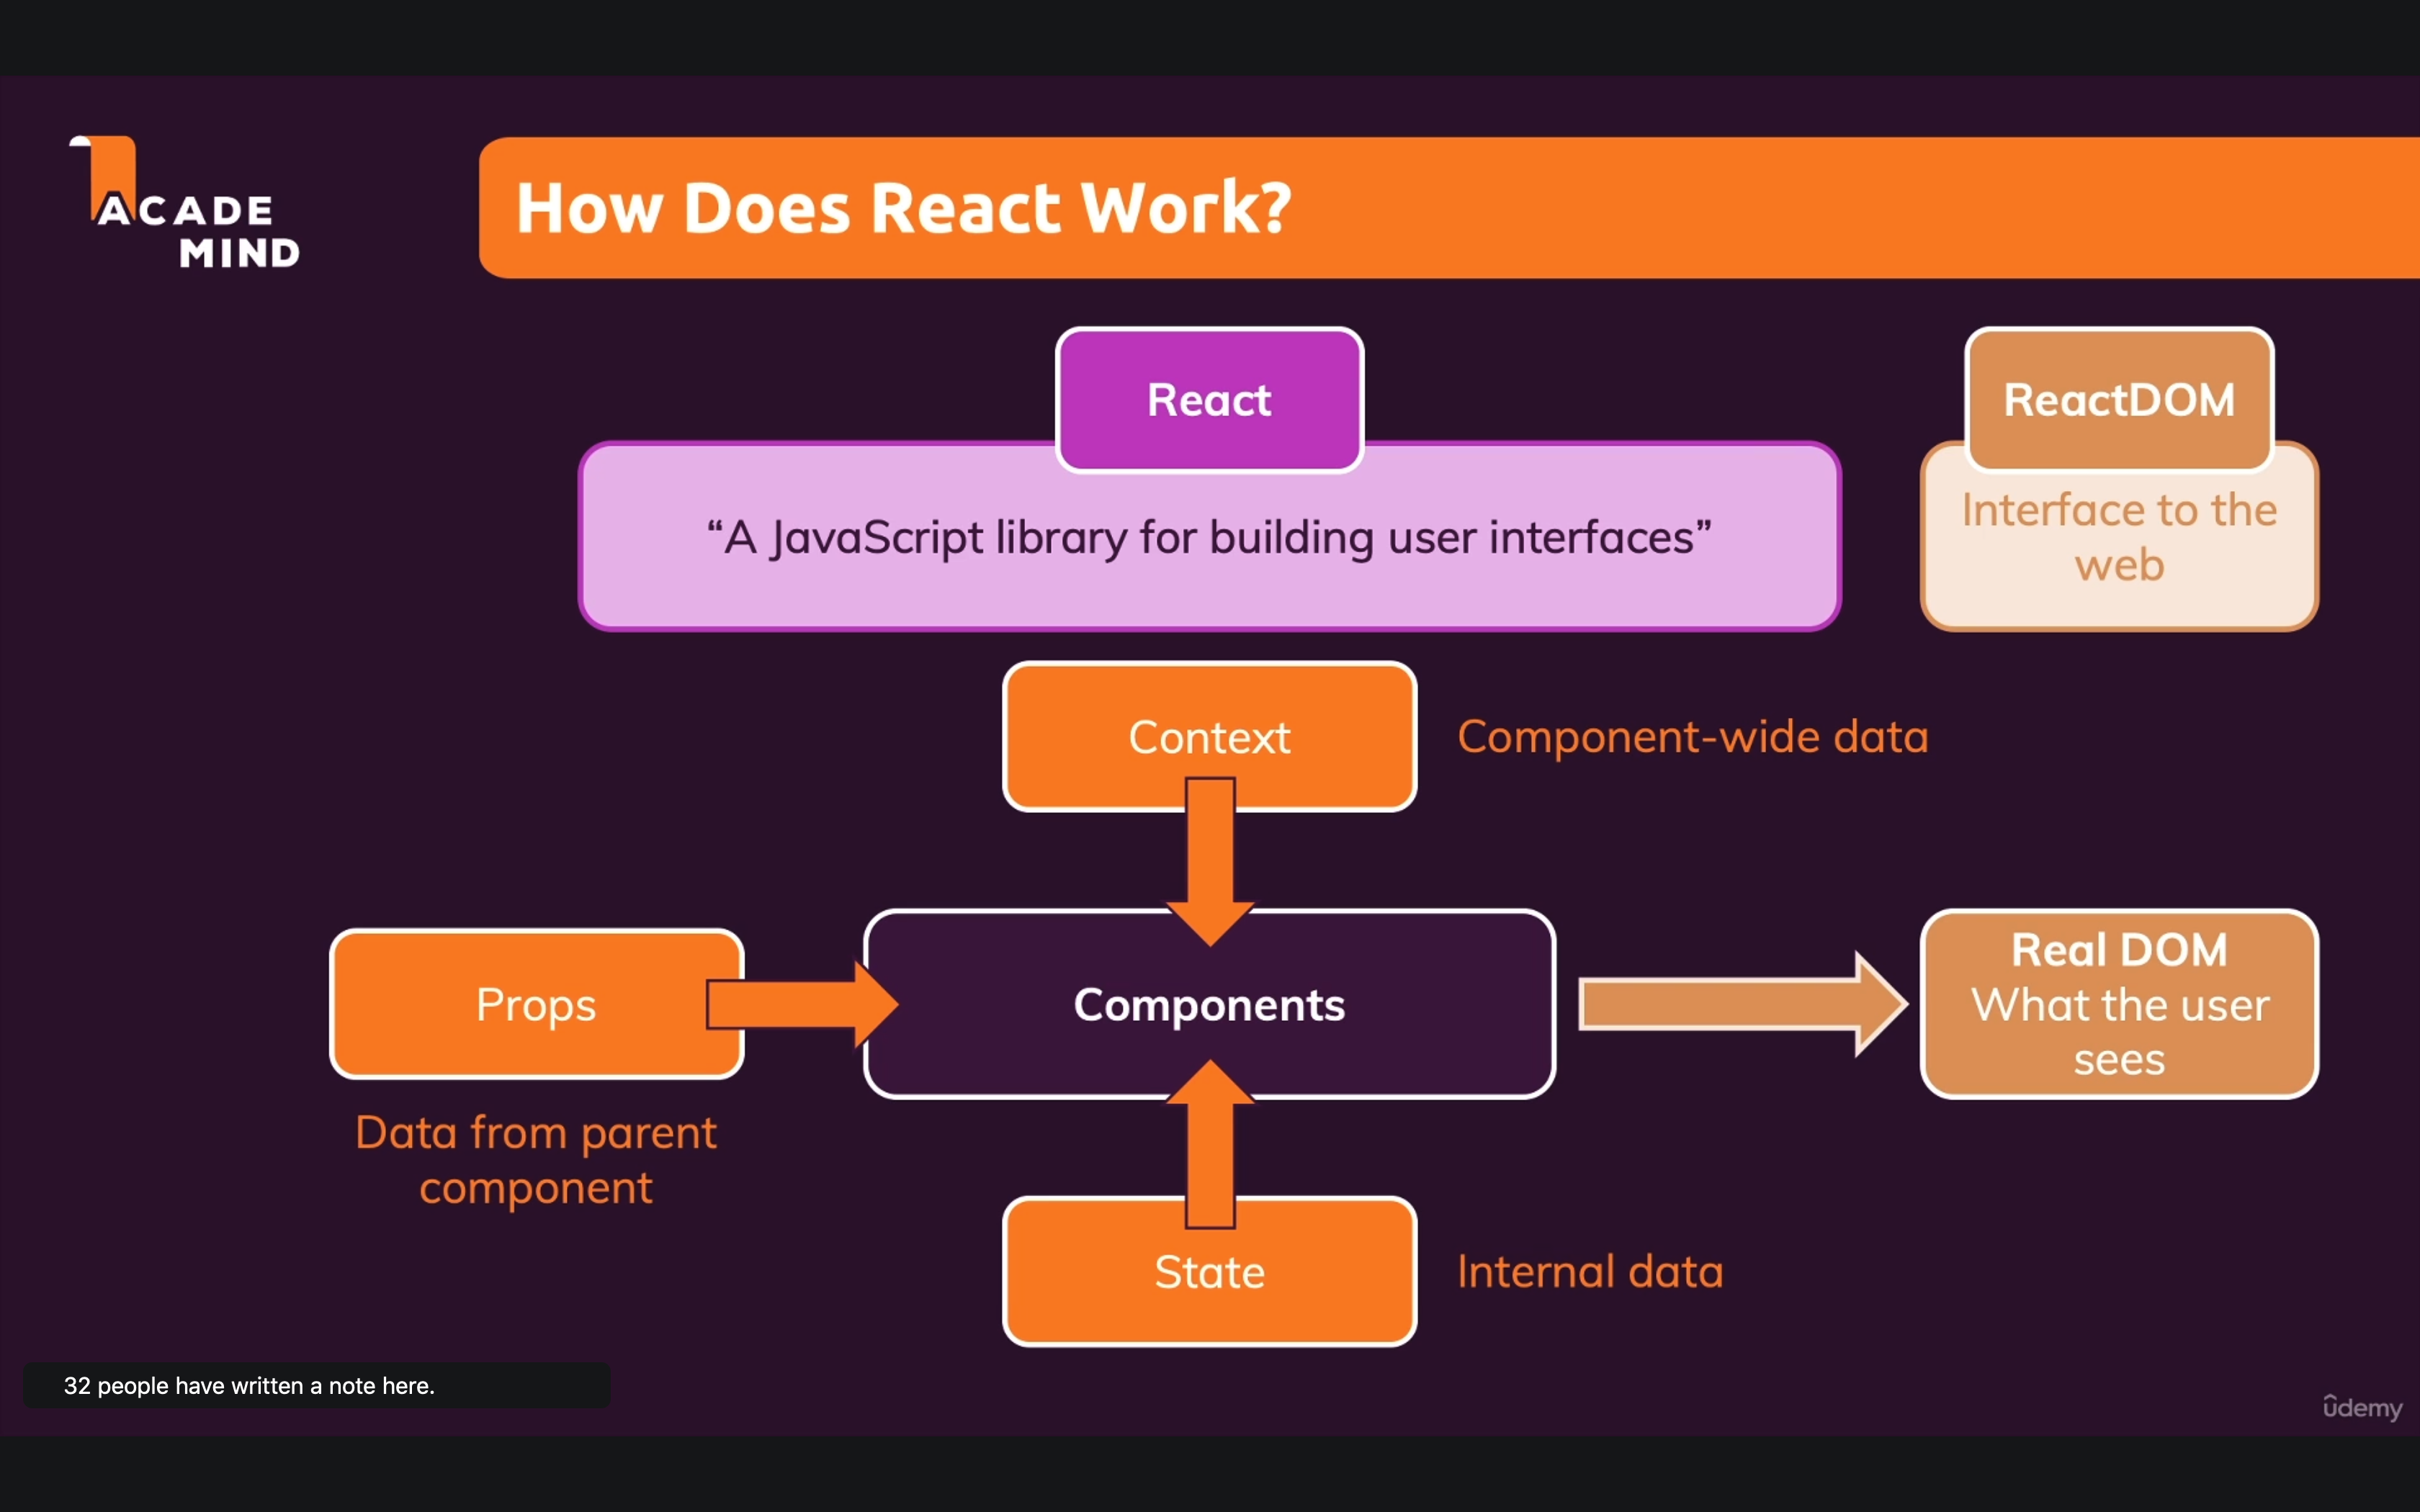 ACADE
MIND
How Does React Work?
React
ReactDOM
“A JavaScript library for building user interfaces”
Interface to the
web
Context
Component-wide data
Props
Components
Real DOM
What the user
sees
Data from parent
component
State
Internal data
32 people have written a note here.
ûdemy